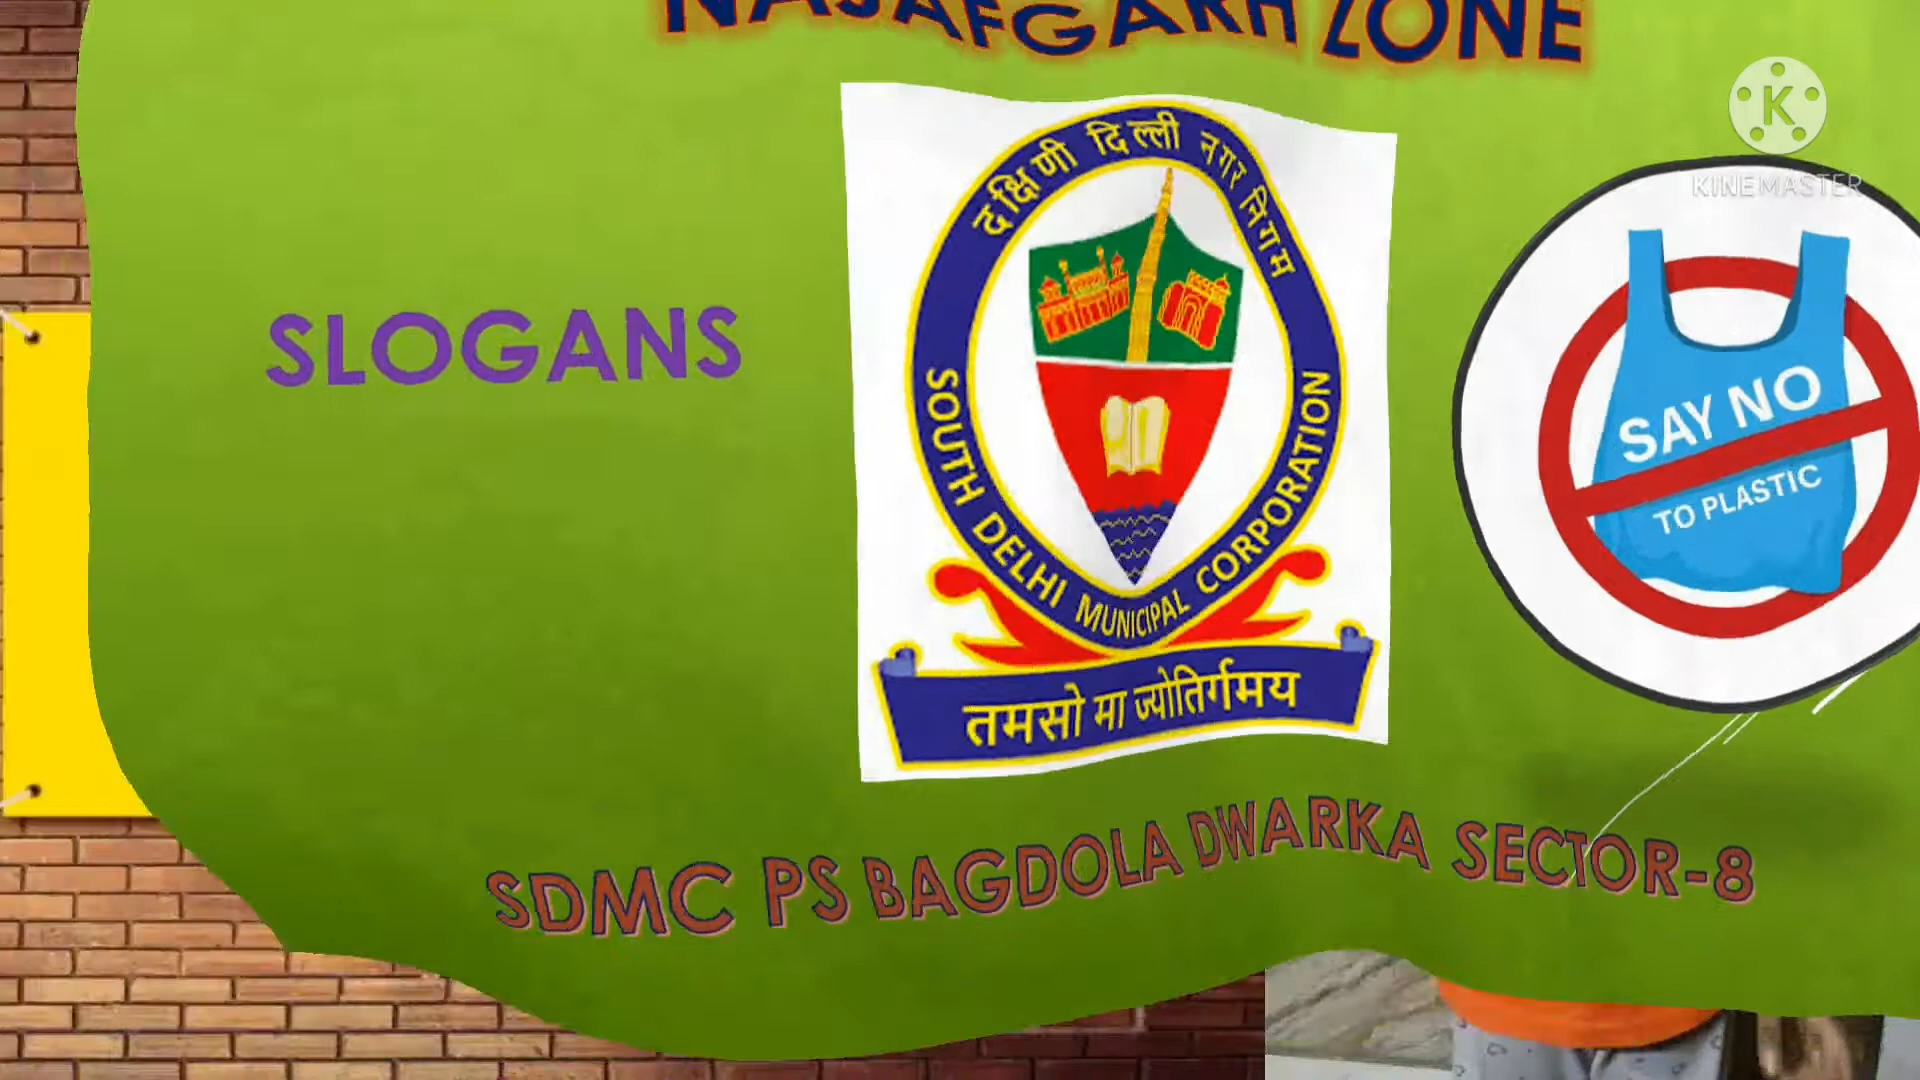 NAJAFGARH ZONE
K
KINEMASTER
दक्षिणी दिल्ली नगर निगम
SOUTH DELHI MUNICIPAL CORPORATION
तमसो मा ज्योतिर्गमय
SLOGANS
SAY NO
TO PLASTIC
SDMC PS BAGDOLA DWARKA SECTOR-8